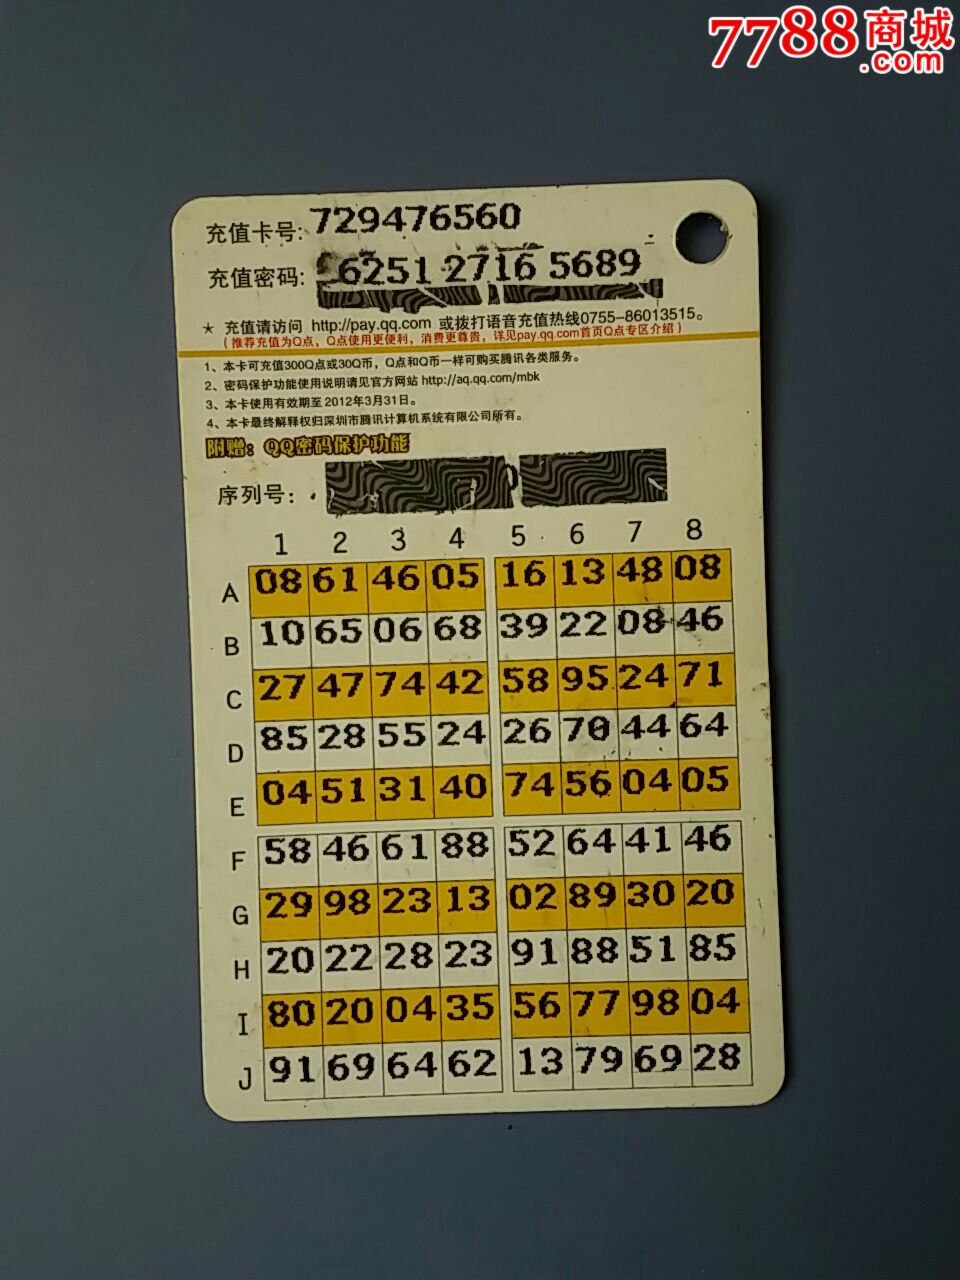 7788商城
.com
充值卡号: 729476560
充值密码: 6251 2716 5689
★ 充值请访问 http://pay.qq.com 或拨打语音充值热线0755-86013515。
(推荐充值为Q点，Q点使用更便利，消费更尊贵，详见pay.qq.com首页Q点专区介绍)
1、本卡可充值300Q点或30Q币，Q点和Q币一样可购买腾讯各类服务。
2、密码保护功能使用说明请见官方网站 http://aq.qq.com/mbk
3、本卡使用有效期至 2012年3月31日。
4、本卡最终解释权归深圳市腾讯计算机系统有限公司所有。
附赠：QQ密码保护功能
序列号:
1 2 3 4 5 6 7 8
A 08 61 46 05 16 13 48 08
B 10 65 06 68 39 22 08 46
C 27 47 74 42 58 95 24 71
D 85 28 55 24 26 70 44 64
E 04 51 31 40 74 56 04 05
F 58 46 61 88 52 64 41 46
G 29 98 23 13 02 89 30 20
H 20 22 28 23 91 88 51 85
I 80 20 04 35 56 77 98 04
J 91 69 64 62 13 79 69 28